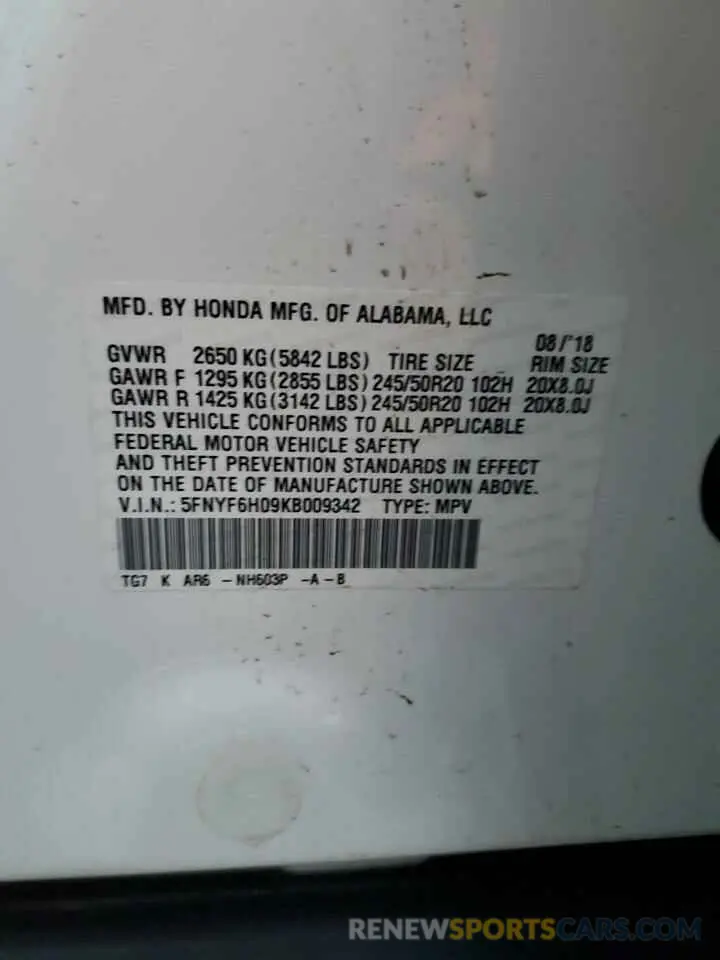 MFD. BY HONDA MFG. OF ALABAMA, LLC
08/'18
GVWR 2650 KG(5842 LBS) TIRE SIZE RIM SIZE
GAWR F 1295 KG(2855 LBS) 245/50R20 102H 20X8.0J
GAWR R 1425 KG(3142 LBS) 245/50R20 102H 20X8.0J
THIS VEHICLE CONFORMS TO ALL APPLICABLE
FEDERAL MOTOR VEHICLE SAFETY
AND THEFT PREVENTION STANDARDS IN EFFECT
ON THE DATE OF MANUFACTURE SHOWN ABOVE.
V.I.N.: 5FNYF6H09KB009342 TYPE: MPV
TG7 K AR6 -NH603P -A-B
RENEWSPORTSCARS.COM